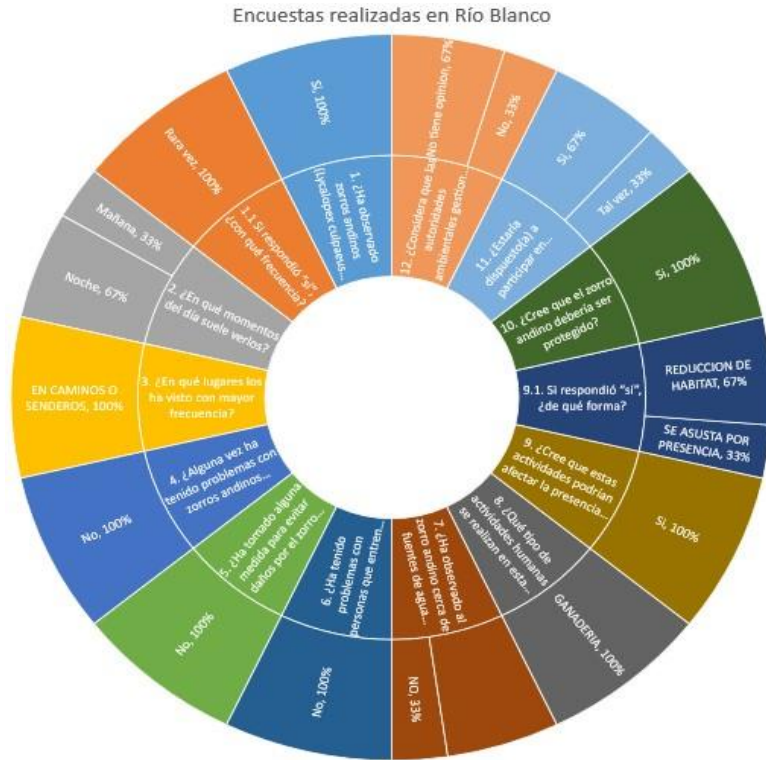 Encuestas realizadas en Río Blanco
No tiene opinion, 67%
No, 33%
12. ¿Considera que las
autoridades
ambientales gestion…
Si, 67%
Tal vez, 33%
11. ¿Estaría
dispuesto(a) a
participar en…
Si, 100%
10. ¿Cree que el zorro
andino debería ser
protegido?
REDUCCION DE
HABITAT, 67%
SE ASUSTA POR
PRESENCIA, 33%
9.1. Si respondió "sí",
¿de qué forma?
Si, 100%
9. ¿Cree que estas
actividades podrían
afectar la presencia…
GANADERIA, 100%
8. ¿Qué tipo de
actividades humanas
se realizan en esta…
NO, 33%
7. ¿Ha observado al
zorro andino cerca de
fuentes de agua…
No, 100%
6. ¿Ha tenido
problemas con
personas que entren…
No, 100%
5. ¿Ha tomado alguna
medida para evitar
daños por el zorro…
No, 100%
4. ¿Alguna vez ha
tenido problemas con
zorros andinos…
EN CAMINOS O
SENDEROS, 100%
3. ¿En qué lugares los
ha visto con mayor
frecuencia?
Noche, 67%
Mañana, 33%
2. ¿En qué momentos
del día suele verlos?
Rara vez, 100%
1.1 Si respondió "sí",
¿con qué frecuencia?
Sí, 100%
1. ¿Ha observado
zorros andinos
(Lycalopex culpaeus…